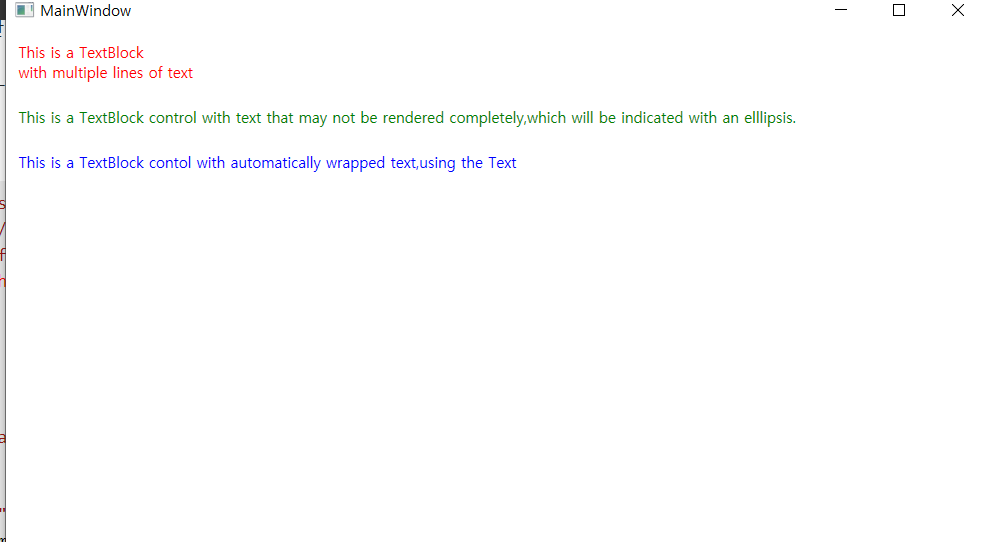 MainWindow
This is a TextBlock
with multiple lines of text
This is a TextBlock control with text that may not be rendered completely,which will be indicated with an elllipsis.
This is a TextBlock contol with automatically wrapped text,using the Text